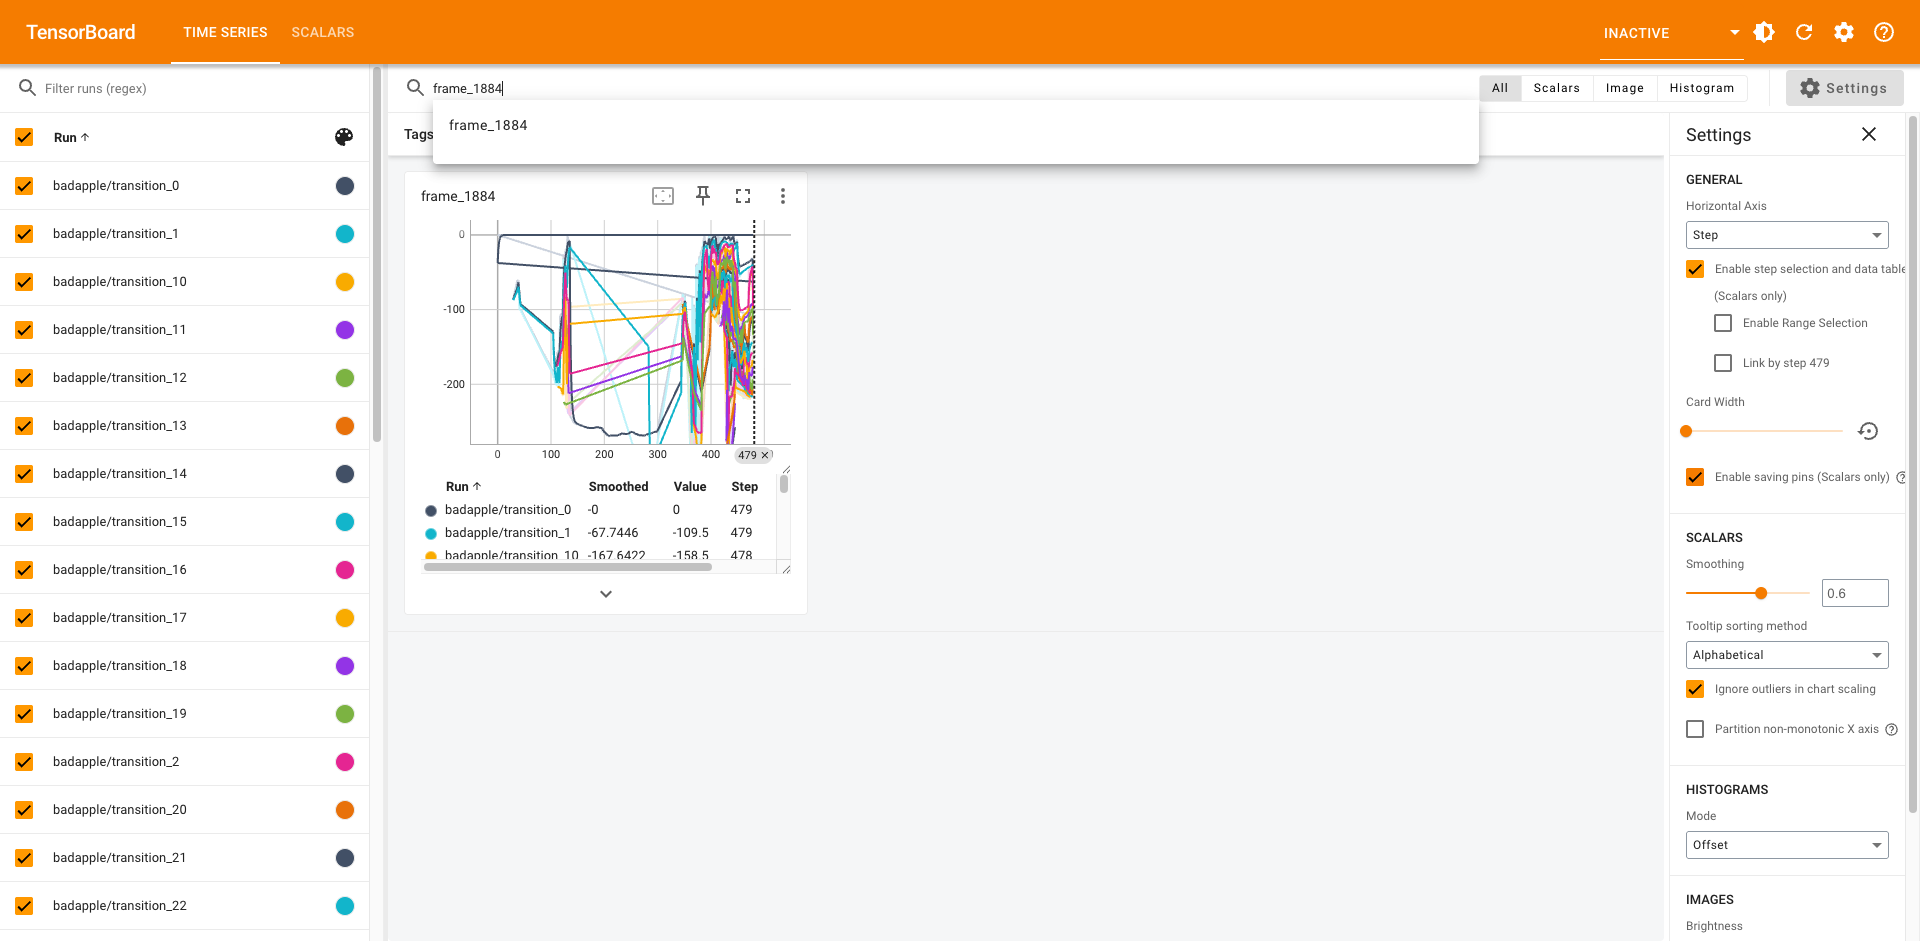 TensorBoard TIME SERIES SCALARS INACTIVE
Filter runs (regex)
Run
badapple/transition_0
badapple/transition_1
badapple/transition_10
badapple/transition_11
badapple/transition_12
badapple/transition_13
badapple/transition_14
badapple/transition_15
badapple/transition_16
badapple/transition_17
badapple/transition_18
badapple/transition_19
badapple/transition_2
badapple/transition_20
badapple/transition_21
badapple/transition_22
frame_1884
All Scalars Image Histogram Settings
frame_1884
Tags
frame_1884
0
-100
-200
0 100 200 300 400 479
Run Smoothed Value Step
badapple/transition_0 -0 0 479
badapple/transition_1 -67.7446 -109.5 479
badapple/transition_10 -167.6422 -158.5 478
Settings
GENERAL
Horizontal Axis
Step
Enable step selection and data table
(Scalars only)
Enable Range Selection
Link by step 479
Card Width
Enable saving pins (Scalars only)
SCALARS
Smoothing
0.6
Tooltip sorting method
Alphabetical
Ignore outliers in chart scaling
Partition non-monotonic X axis
HISTOGRAMS
Mode
Offset
IMAGES
Brightness